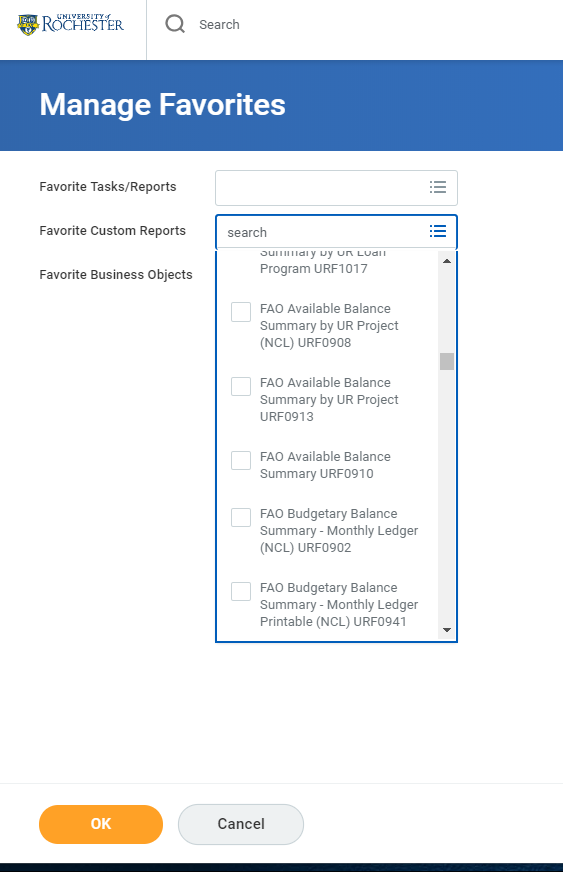 UNIVERSITY of
ROCHESTER
Search
Manage Favorites
Favorite Tasks/Reports
Favorite Custom Reports
search
Favorite Business Objects
Summary by UR Loan
Program URF1017
FAO Available Balance
Summary by UR Project
(NCL) URF0908
FAO Available Balance
Summary by UR Project
URF0913
FAO Available Balance
Summary URF0910
FAO Budgetary Balance
Summary - Monthly Ledger
(NCL) URF0902
FAO Budgetary Balance
Summary - Monthly Ledger
Printable (NCL) URF0941
OK
Cancel